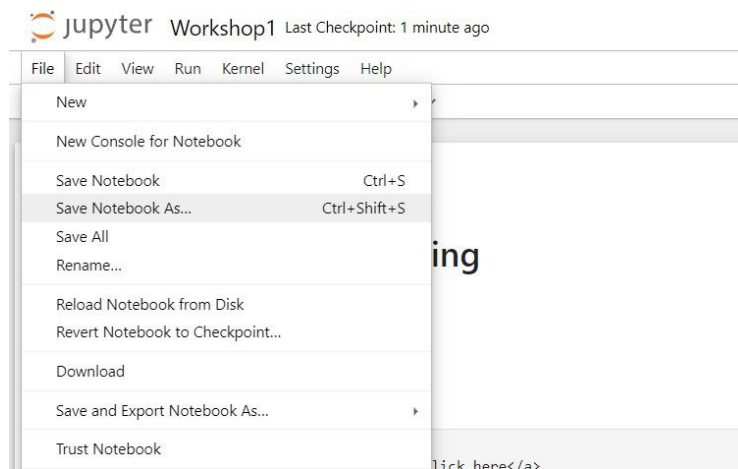 jupyter Workshop1 Last Checkpoint: 1 minute ago
File Edit View Run Kernel Settings Help
New
New Console for Notebook
Save Notebook Ctrl+S
Save Notebook As... Ctrl+Shift+S
Save All
Rename...
ing
Reload Notebook from Disk
Revert Notebook to Checkpoint...
Download
Save and Export Notebook As...
Trust Notebook
lick here</a>